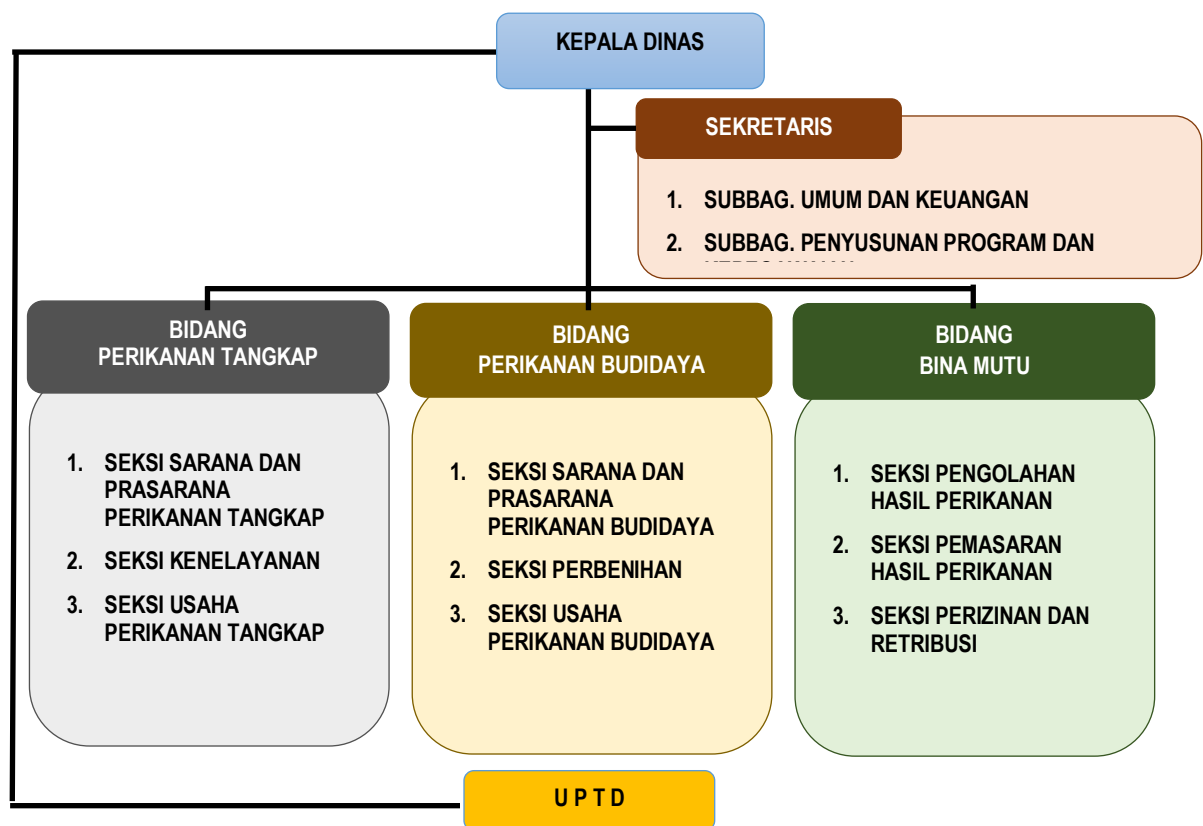 KEPALA DINAS
SEKRETARIS
1. SUBBAG. UMUM DAN KEUANGAN
2. SUBBAG. PENYUSUNAN PROGRAM DAN
BIDANG
PERIKANAN TANGKAP
1. SEKSI SARANA DAN
PRASARANA
PERIKANAN TANGKAP
2. SEKSI KENELAYANAN
3. SEKSI USAHA
PERIKANAN TANGKAP
BIDANG
PERIKANAN BUDIDAYA
1. SEKSI SARANA DAN
PRASARANA
PERIKANAN BUDIDAYA
2. SEKSI PERBENIHAN
3. SEKSI USAHA
PERIKANAN BUDIDAYA
BIDANG
BINA MUTU
1. SEKSI PENGOLAHAN
HASIL PERIKANAN
2. SEKSI PEMASARAN
HASIL PERIKANAN
3. SEKSI PERIZINAN DAN
RETRIBUSI
U P T D